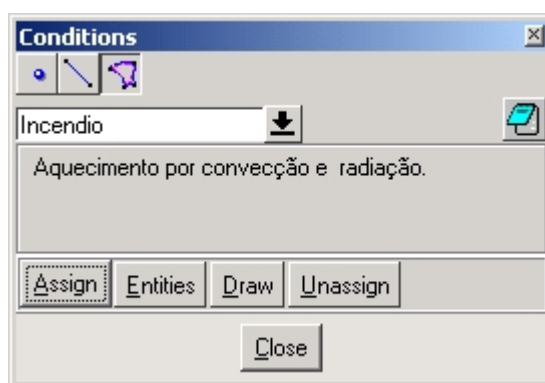 Conditions
Incendio
Aquecimento por convecção e radiação.
Assign Entities Draw Unassign
Close